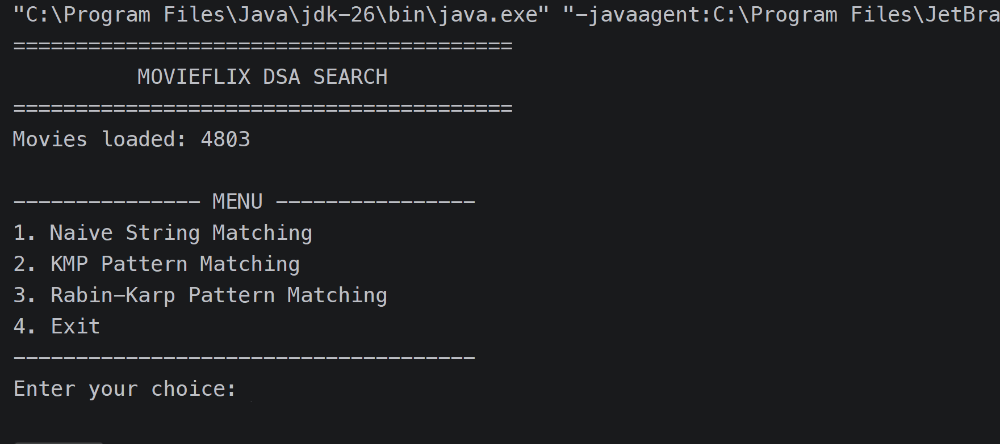 "C:\Program Files\Java\jdk-26\bin\java.exe" "-javaagent:C:\Program Files\JetBra
========================================
MOVIEFLIX DSA SEARCH
========================================
Movies loaded: 4803
--------------- MENU ----------------
1. Naive String Matching
2. KMP Pattern Matching
3. Rabin-Karp Pattern Matching
4. Exit
-------------------------------------
Enter your choice: